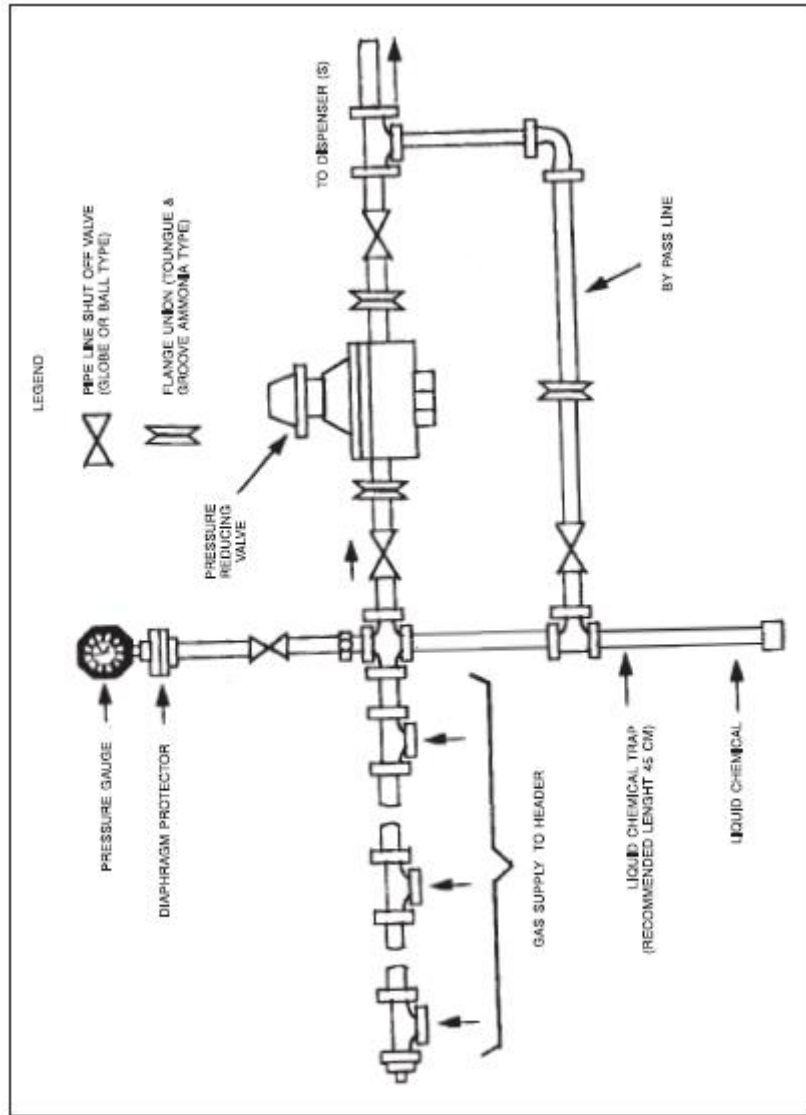 LEGEND
PIPE LINE SHUT OFF VALVE
(GLOBE OR BALL TYPE)
FLANGE UNION (TOUNGUE &
GROOVE AMMONIA TYPE)
PRESSURE GAUGE
DIAPHRAGM PROTECTOR
PRESSURE
REDUCING
VALVE
TO DISPENSER (S)
GAS SUPPLY TO HEADER
BY PASS LINE
LIQUID CHEMICAL TRAP
(RECOMMENDED LENGHT 45 CM)
LIQUID CHEMICAL